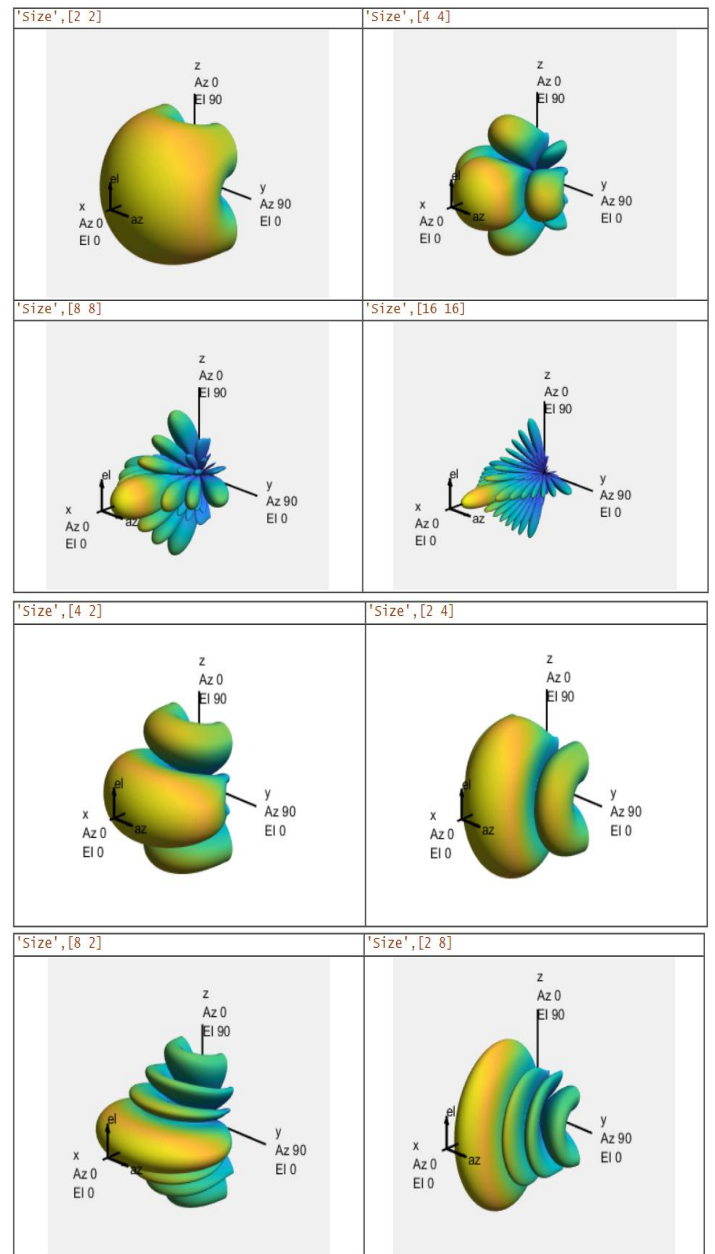 'Size',[2 2]
'Size',[4 4]
z
Az 0
El 90
el
x
Az 0
El 0
az
y
Az 90
El 0
z
Az 0
El 90
el
x
Az 0
El 0
az
y
Az 90
El 0
'Size',[8 8]
'Size',[16 16]
z
Az 0
El 90
el
x
Az 0
El 0
az
y
Az 90
El 0
z
Az 0
El 90
el
x
Az 0
El 0
az
y
Az 90
El 0
'Size',[4 2]
'Size',[2 4]
z
Az 0
El 90
el
x
Az 0
El 0
az
y
Az 90
El 0
z
Az 0
El 90
el
x
Az 0
El 0
az
y
Az 90
El 0
'Size',[8 2]
'Size',[2 8]
z
Az 0
El 90
el
x
Az 0
El 0
az
y
Az 90
El 0
z
Az 0
El 90
el
x
Az 0
El 0
az
y
Az 90
El 0